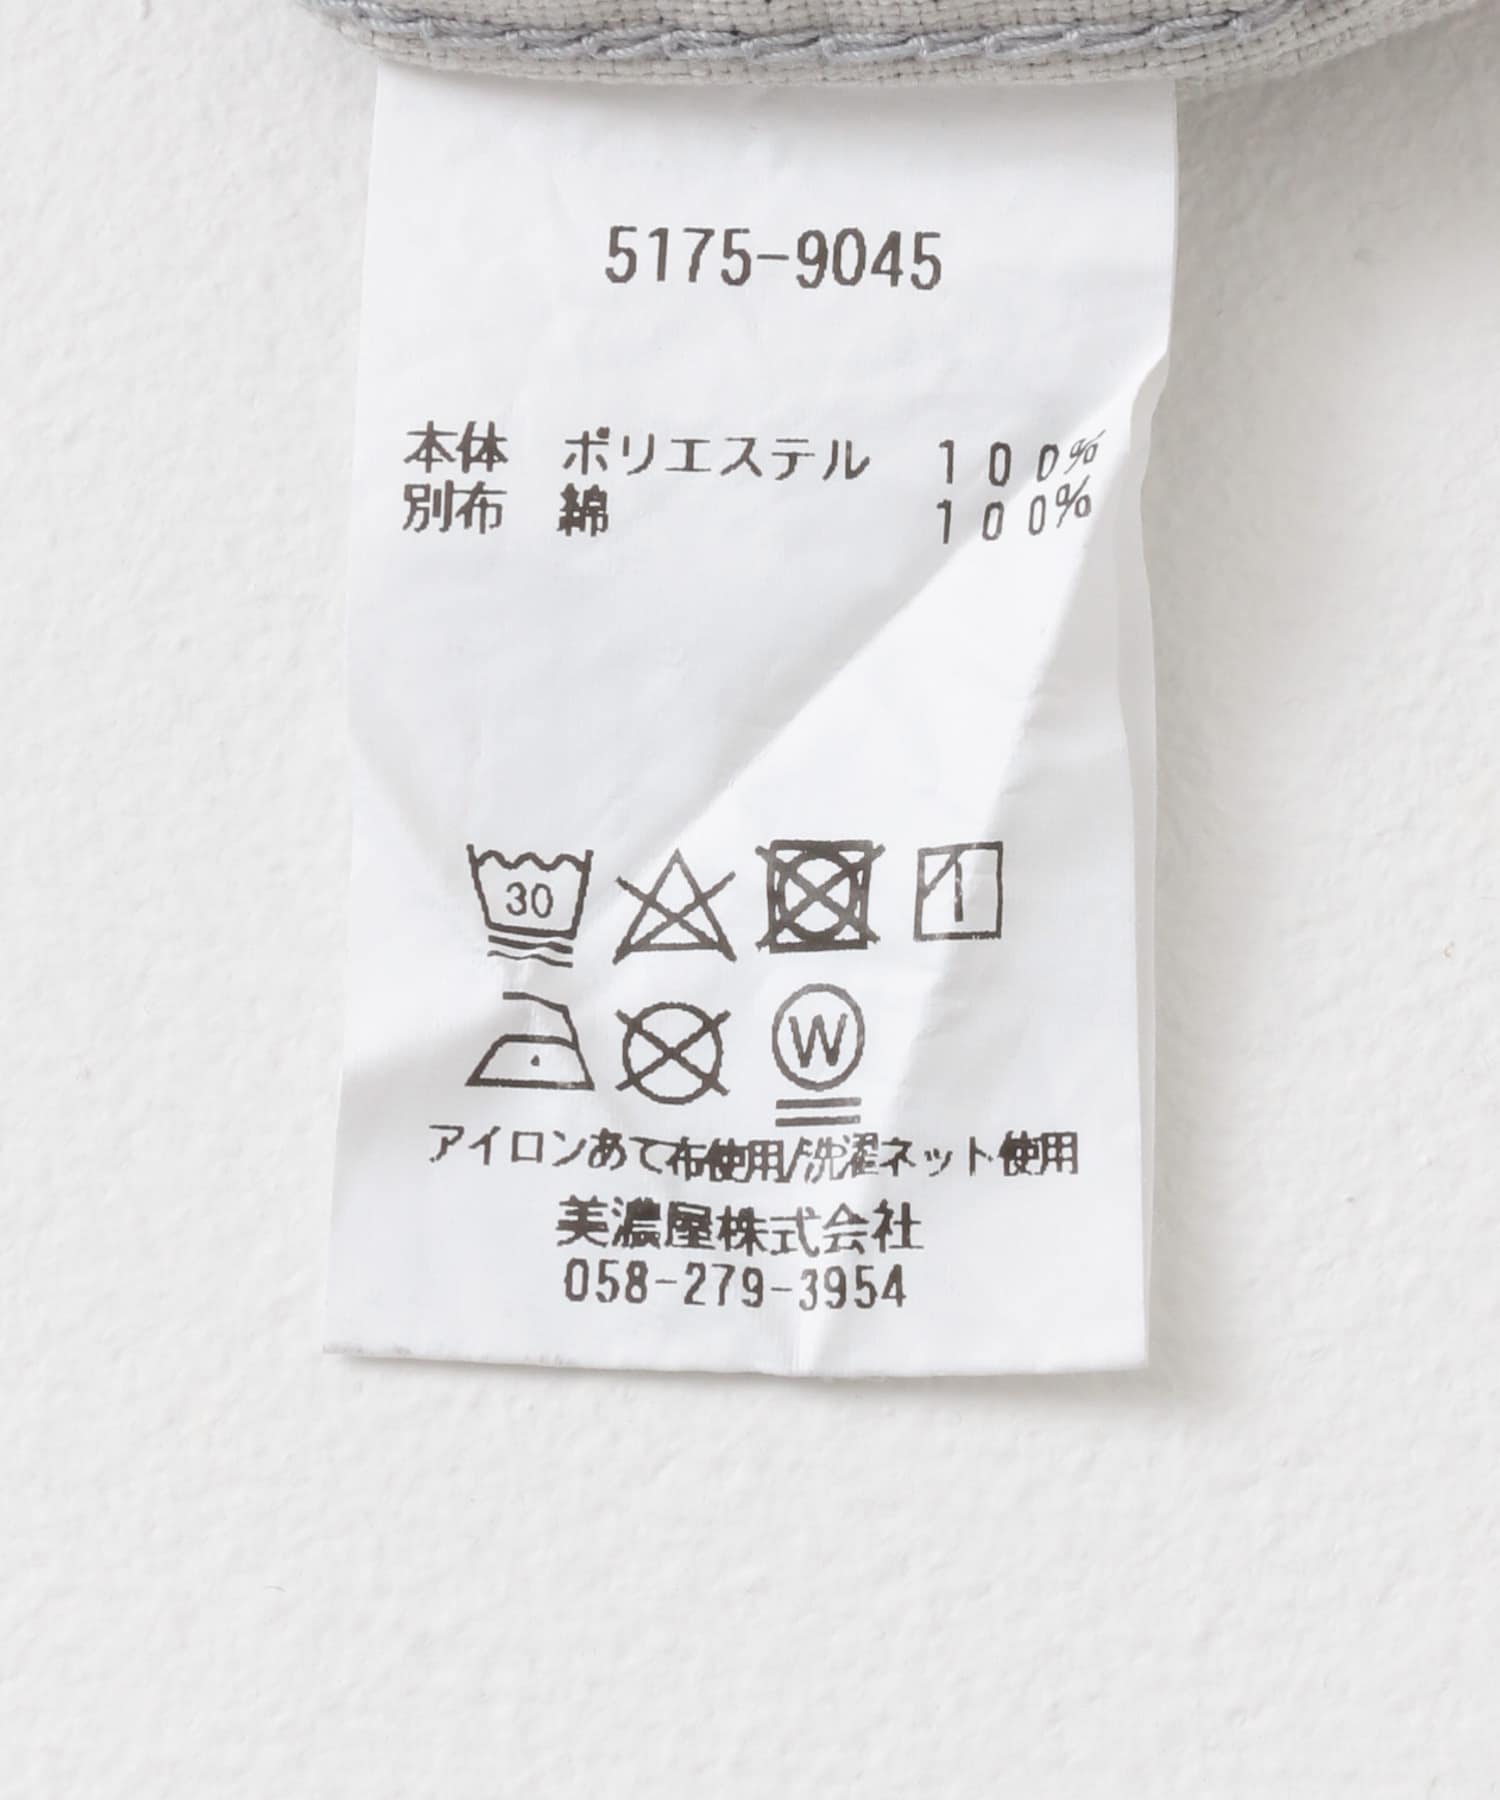 5175-9045
本体 ポリエステル 100%
別布 綿 100%
30
W
アイロンあて布使用/洗濯ネット使用
美濃屋株式会社
058-279-3954